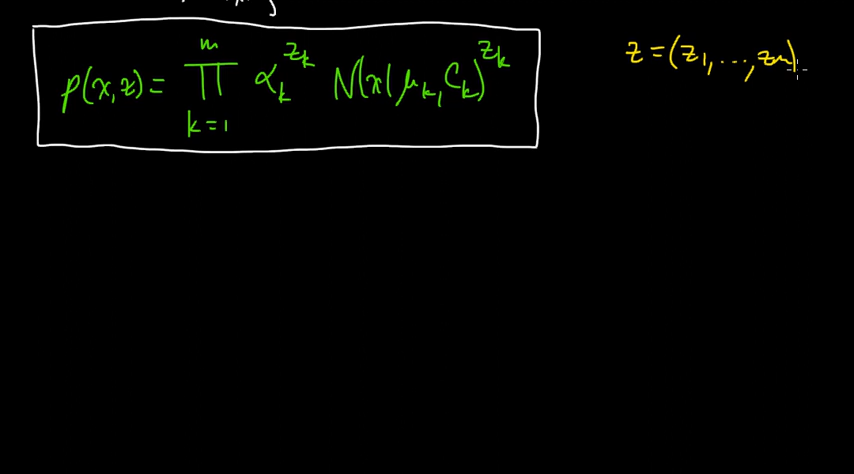 p(x,z) = ∏_{k=1}^{m} α_k^{z_k} N(x|μ_k, C_k)^{z_k}
z = (z_1, ..., z_m)